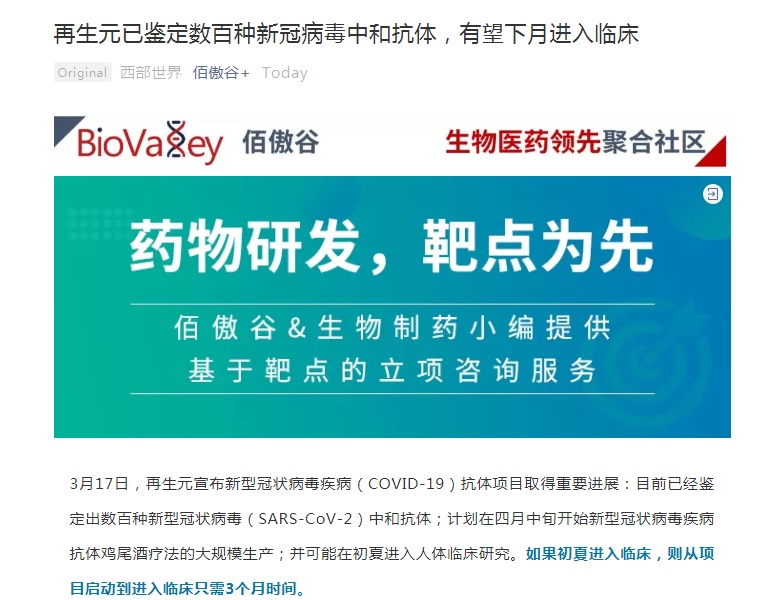 再生元已鉴定数百种新冠病毒中和抗体，有望下月进入临床
Original 西部世界 佰傲谷+ Today
BioValley 佰傲谷 生物医药领先聚合社区
药物研发，靶点为先
佰傲谷&生物制药小编提供
基于靶点的立项咨询服务
3月17日，再生元宣布新型冠状病毒疾病（COVID-19）抗体项目取得重要进展：目前已经鉴
定出数百种新型冠状病毒（SARS-CoV-2）中和抗体；计划在四月中旬开始新型冠状病毒疾病
抗体鸡尾酒疗法的大规模生产；并可能在初夏进入人体临床研究。如果初夏进入临床，则从项
目启动到进入临床只需3个月时间。